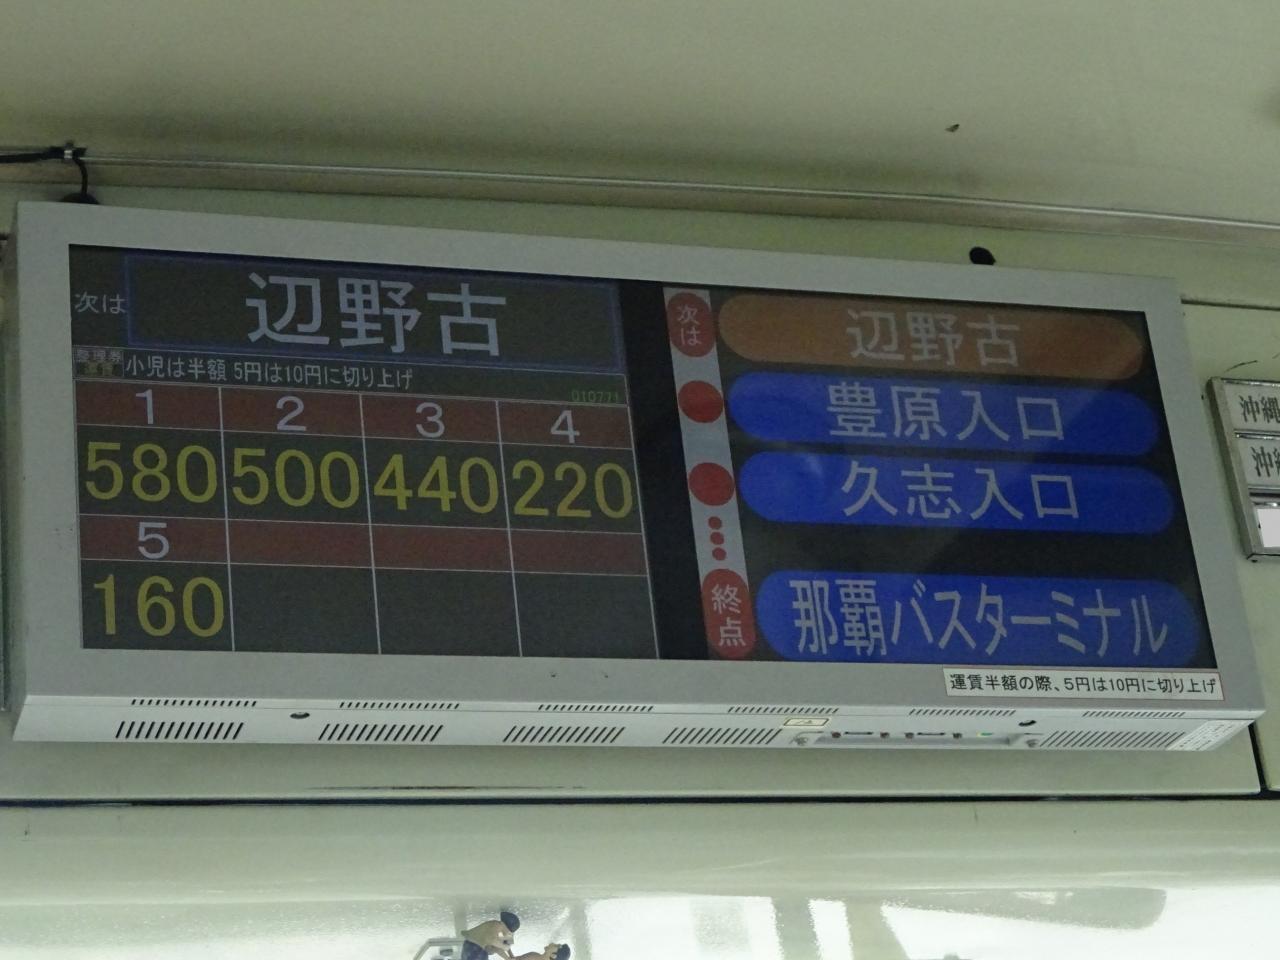 次は 辺野古
整理券
運賃
小児は半額 5円は10円に切り上げ
010771
1 2 3 4
580 500 440 220
5
160
次は 辺野古
豊原入口
久志入口
終点 那覇バスターミナル
運賃半額の際、5円は10円に切り上げ